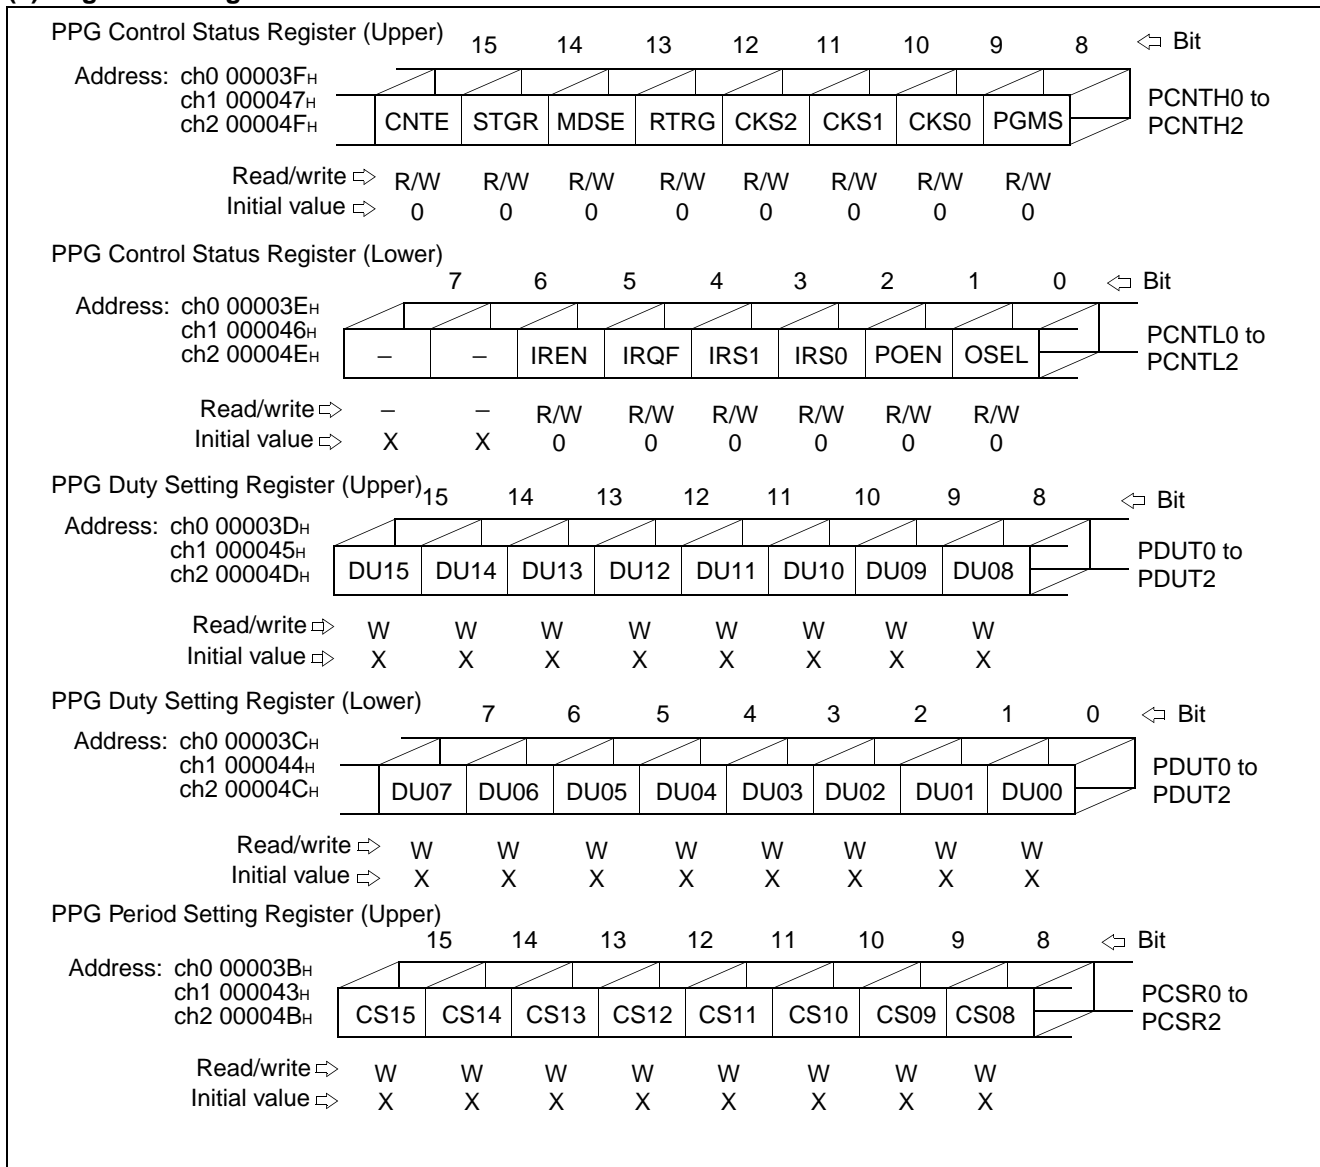 PPG Control Status Register (Upper)
15 14 13 12 11 10 9 8 ⇦ Bit
Address: ch0 00003FH
ch1 000047H
ch2 00004FH
CNTE STGR MDSE RTRG CKS2 CKS1 CKS0 PGMS
PCNTH0 to
PCNTH2
Read/write ⇨ R/W R/W R/W R/W R/W R/W R/W R/W
Initial value ⇨ 0 0 0 0 0 0 0 0
PPG Control Status Register (Lower)
7 6 5 4 3 2 1 0 ⇦ Bit
Address: ch0 00003EH
ch1 000046H
ch2 00004EH
– – IREN IRQF IRS1 IRS0 POEN OSEL
PCNTL0 to
PCNTL2
Read/write ⇨ – – R/W R/W R/W R/W R/W R/W
Initial value ⇨ X X 0 0 0 0 0 0
PPG Duty Setting Register (Upper)
15 14 13 12 11 10 9 8 ⇦ Bit
Address: ch0 00003DH
ch1 000045H
ch2 00004DH
DU15 DU14 DU13 DU12 DU11 DU10 DU09 DU08
PDUT0 to
PDUT2
Read/write ⇨ W W W W W W W W
Initial value ⇨ X X X X X X X X
PPG Duty Setting Register (Lower)
7 6 5 4 3 2 1 0 ⇦ Bit
Address: ch0 00003CH
ch1 000044H
ch2 00004CH
DU07 DU06 DU05 DU04 DU03 DU02 DU01 DU00
PDUT0 to
PDUT2
Read/write ⇨ W W W W W W W W
Initial value ⇨ X X X X X X X X
PPG Period Setting Register (Upper)
15 14 13 12 11 10 9 8 ⇦ Bit
Address: ch0 00003BH
ch1 000043H
ch2 00004BH
CS15 CS14 CS13 CS12 CS11 CS10 CS09 CS08
PCSR0 to
PCSR2
Read/write ⇨ W W W W W W W W
Initial value ⇨ X X X X X X X X